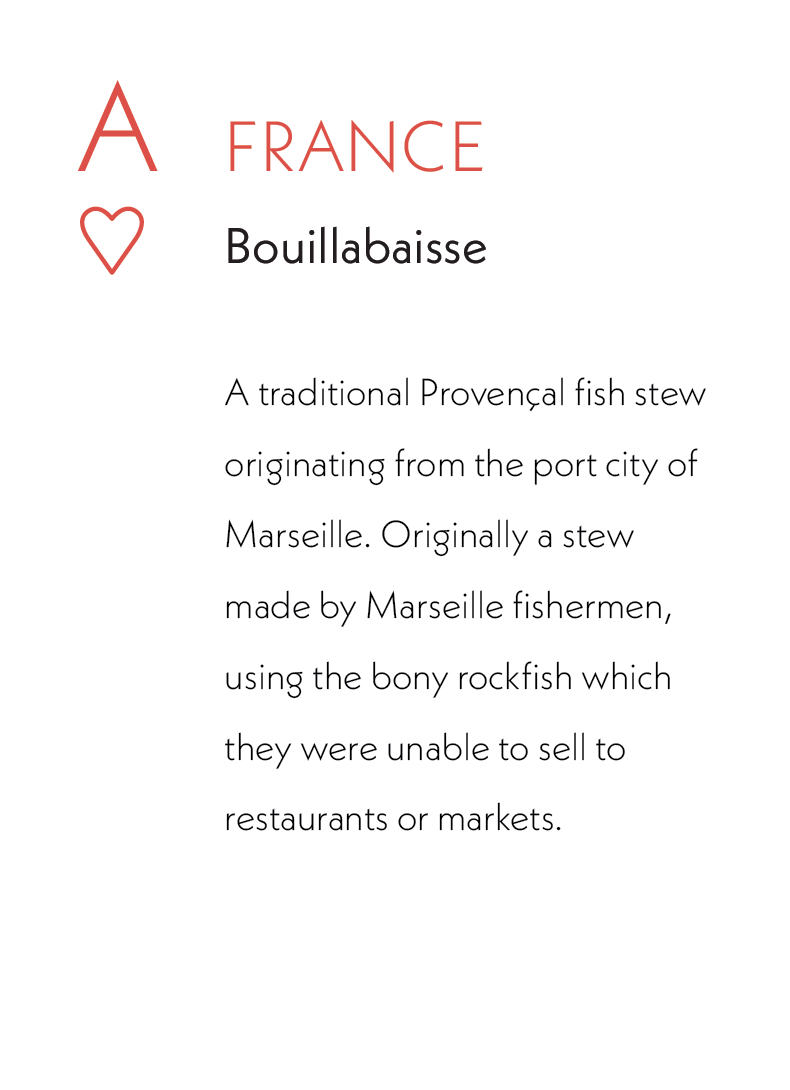 A
FRANCE
Bouillabaisse
A traditional Provençal fish stew
originating from the port city of
Marseille. Originally a stew
made by Marseille fishermen,
using the bony rockfish which
they were unable to sell to
restaurants or markets.